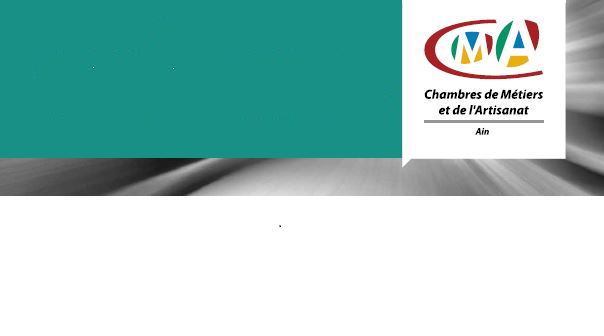 CMA
Chambres de Métiers
et de l'Artisanat
Ain